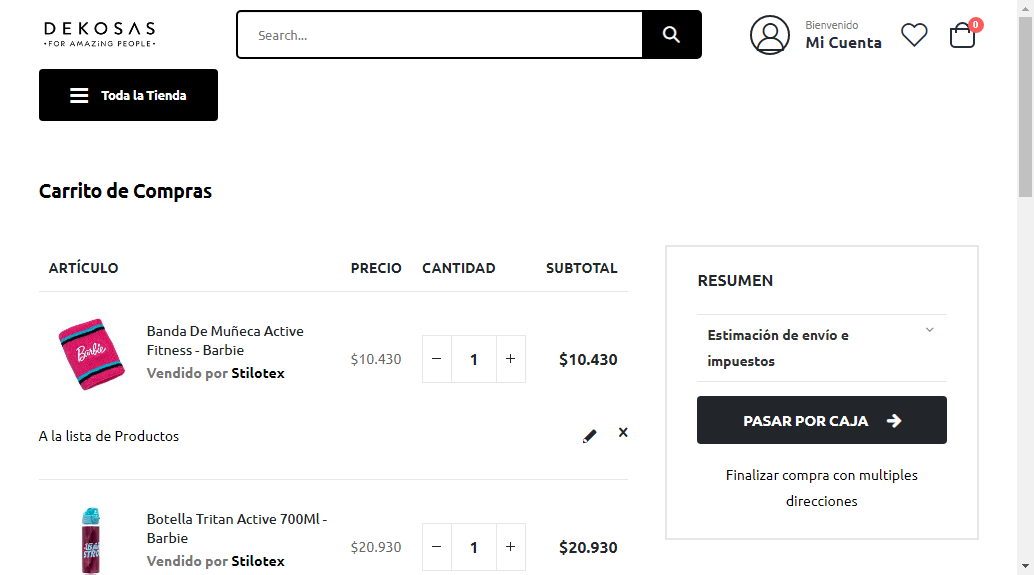 DEKOSAS
•FOR AMAZING PEOPLE•
Search...
Bienvenido
Mi Cuenta
0
Toda la Tienda
Carrito de Compras
ARTÍCULO PRECIO CANTIDAD SUBTOTAL
Barbie
Banda De Muñeca Active
Fitness - Barbie
Vendido por Stilotex
$10.430 − 1 + $10.430
A la lista de Productos
Botella Tritan Active 700Ml -
Barbie
Vendido por Stilotex
$20.930 − 1 + $20.930
RESUMEN
Estimación de envío e
impuestos
PASAR POR CAJA
Finalizar compra con multiples
direcciones